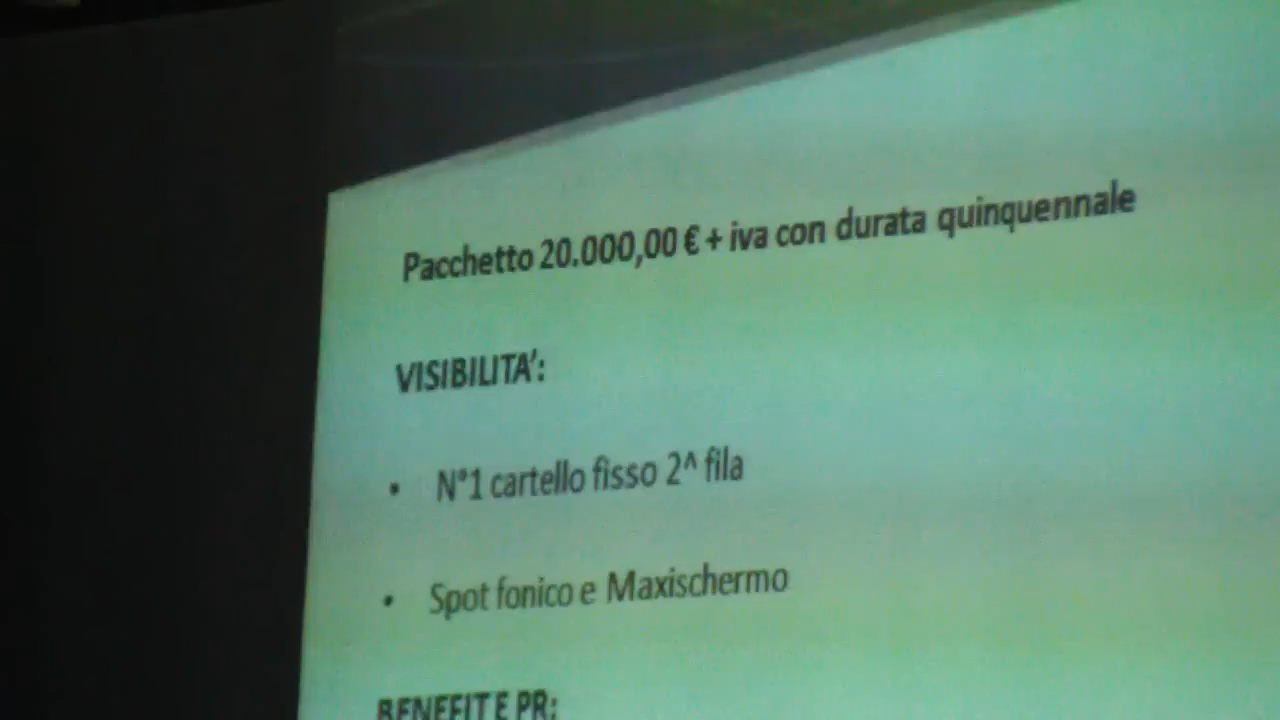 Pacchetto 20.000,00 € + iva con durata quinquennale
VISIBILITA’:
• N°1 cartello fisso 2^ fila
• Spot fonico e Maxischermo
BENEFIT E PR: